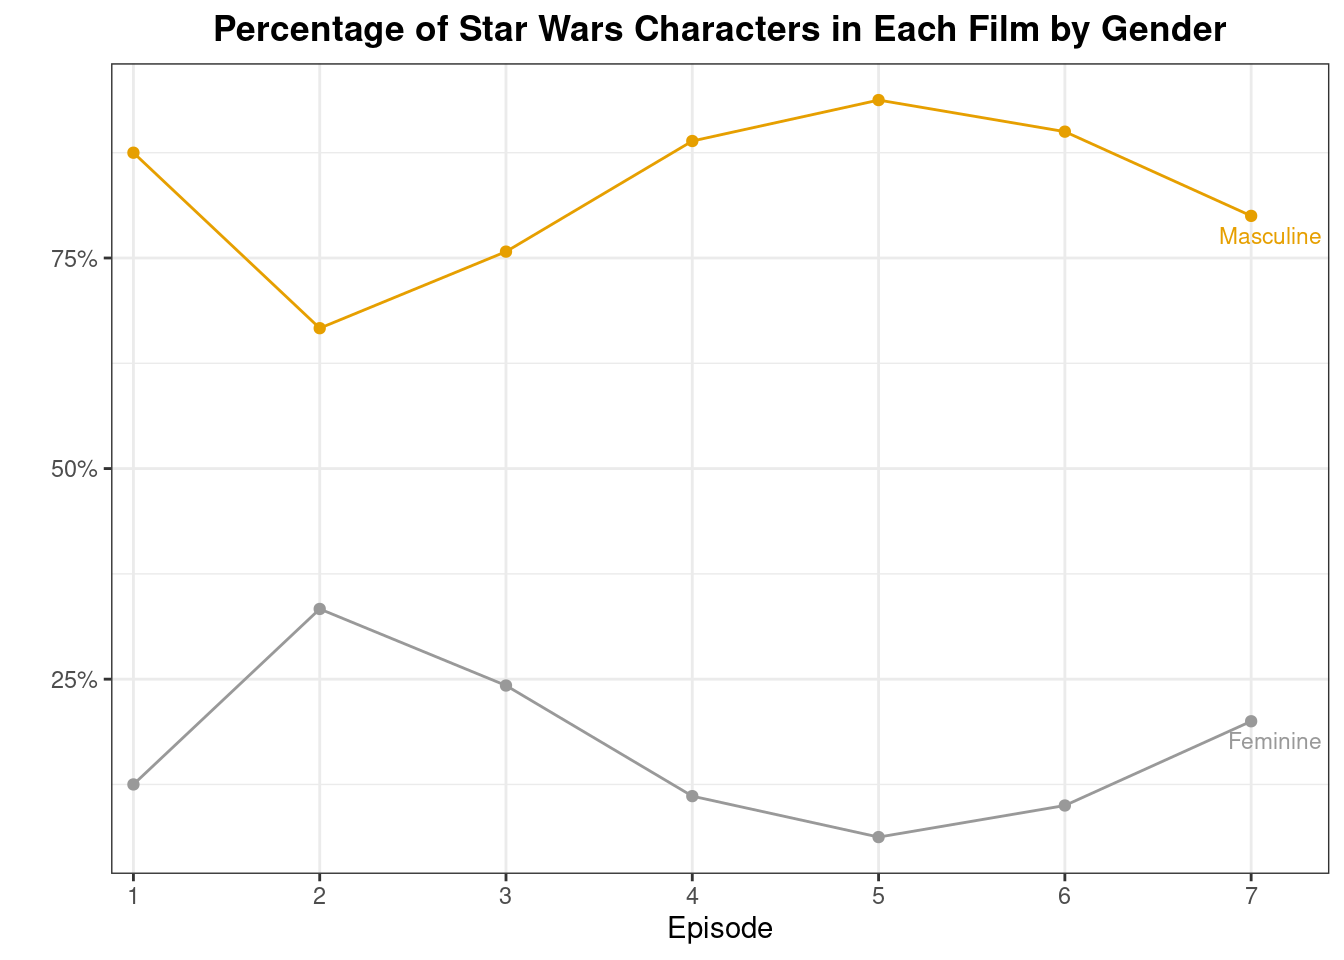 Percentage of Star Wars Characters in Each Film by Gender
75%
50%
25%
Masculine
Feminine
1 2 3 4 5 6 7
Episode